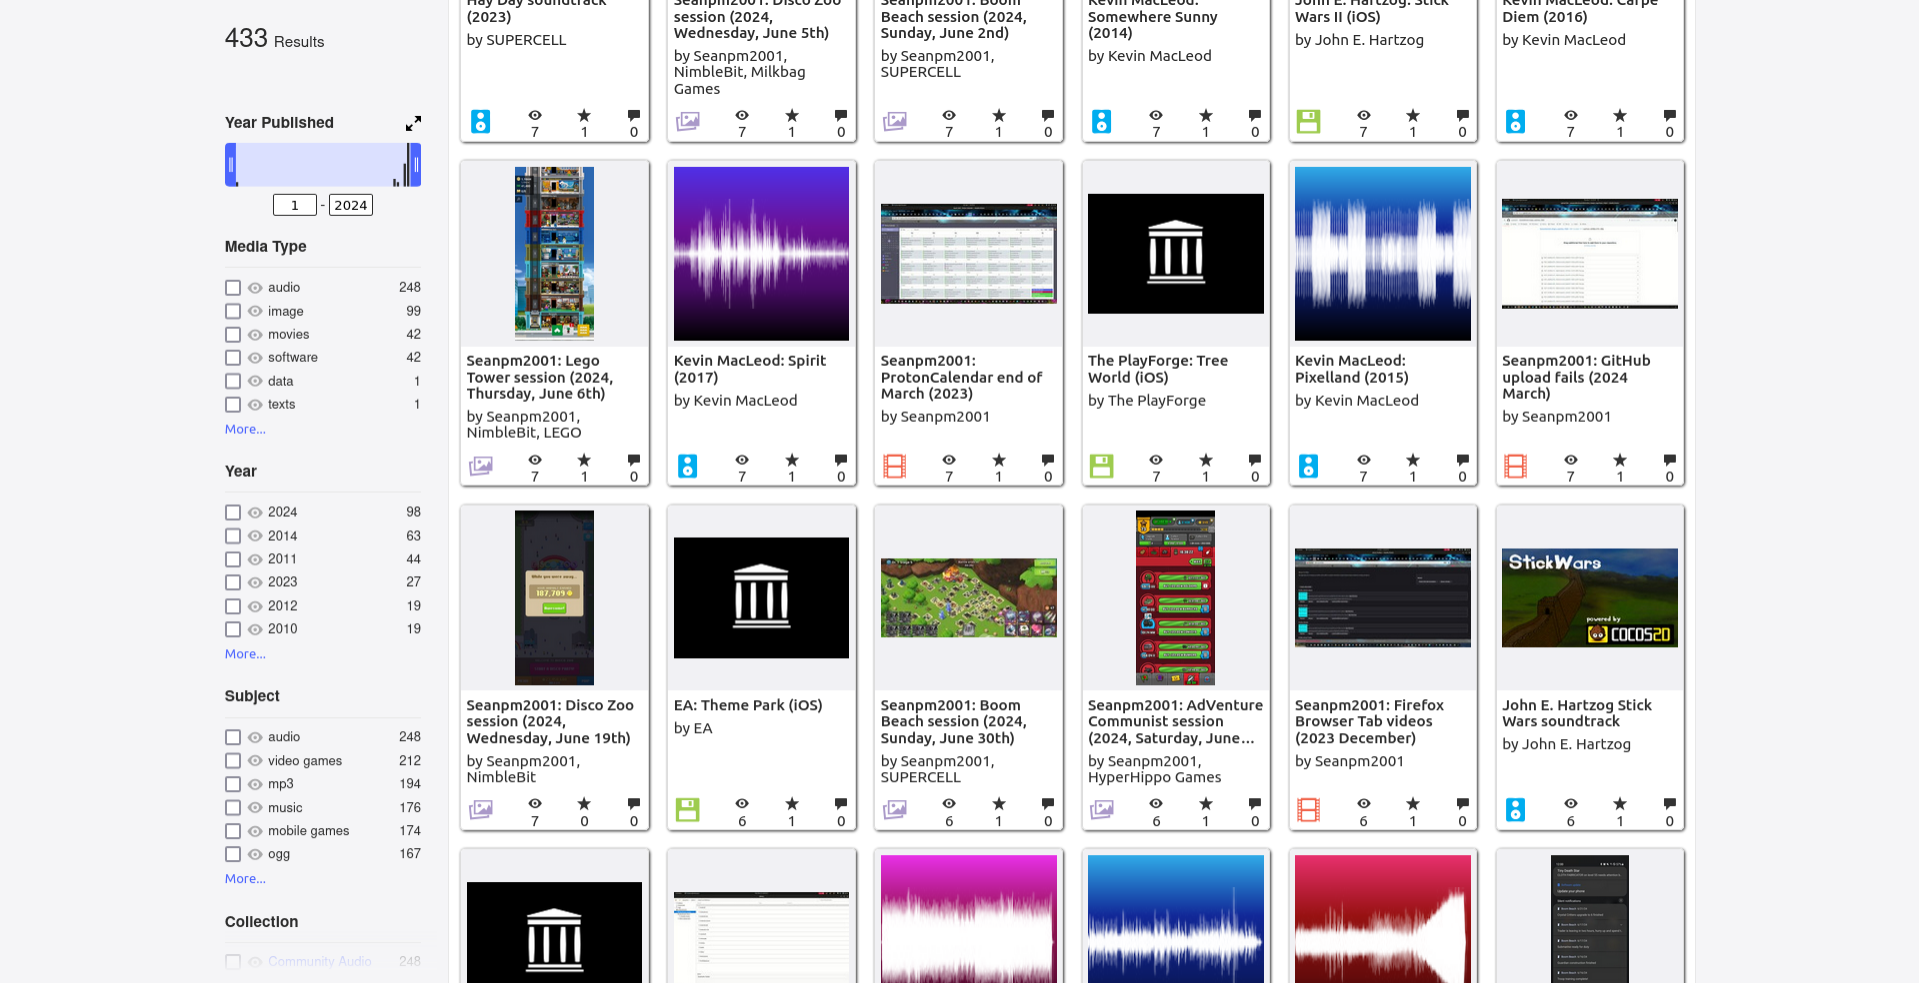 433 Results
Year Published
1 - 2024
Media Type
audio 248
image 99
movies 42
software 42
data 1
texts 1
More...
Year
2024 98
2014 63
2011 44
2023 27
2012 19
2010 19
More...
Subject
audio 248
video games 212
mp3 194
music 176
mobile games 174
ogg 167
More...
Collection
Community Audio 248
Hay Day soundtrack
(2023)
by SUPERCELL
7 1 0
Seanpm2001: Disco Zoo
session (2024,
Wednesday, June 5th)
by Seanpm2001,
NimbleBit, Milkbag
Games
7 1 0
Seanpm2001: Boom
Beach session (2024,
Sunday, June 2nd)
by Seanpm2001,
SUPERCELL
7 1 0
Kevin MacLeod:
Somewhere Sunny
(2014)
by Kevin MacLeod
7 1 0
John E. Hartzog: Stick
Wars II (iOS)
by John E. Hartzog
7 1 0
Kevin MacLeod: Carpe
Diem (2016)
by Kevin MacLeod
7 1 0
Seanpm2001: Lego
Tower session (2024,
Thursday, June 6th)
by Seanpm2001,
NimbleBit, LEGO
7 1 0
Kevin MacLeod: Spirit
(2017)
by Kevin MacLeod
7 1 0
Seanpm2001:
ProtonCalendar end of
March (2023)
by Seanpm2001
7 1 0
The PlayForge: Tree
World (iOS)
by The PlayForge
7 1 0
Kevin MacLeod:
Pixelland (2015)
by Kevin MacLeod
7 1 0
Seanpm2001: GitHub
upload fails (2024
March)
by Seanpm2001
7 1 0
While you were away...
187,709
Seanpm2001: Disco Zoo
session (2024,
Wednesday, June 19th)
by Seanpm2001,
NimbleBit
7 0 0
EA: Theme Park (iOS)
by EA
6 1 0
Seanpm2001: Boom
Beach session (2024,
Sunday, June 30th)
by Seanpm2001,
SUPERCELL
6 1 0
Seanpm2001: AdVenture
Communist session
(2024, Saturday, June...
by Seanpm2001,
HyperHippo Games
6 1 0
Seanpm2001: Firefox
Browser Tab videos
(2023 December)
by Seanpm2001
6 1 0
StickWars
powered by
COCOS2D
John E. Hartzog Stick
Wars soundtrack
by John E. Hartzog
6 1 0